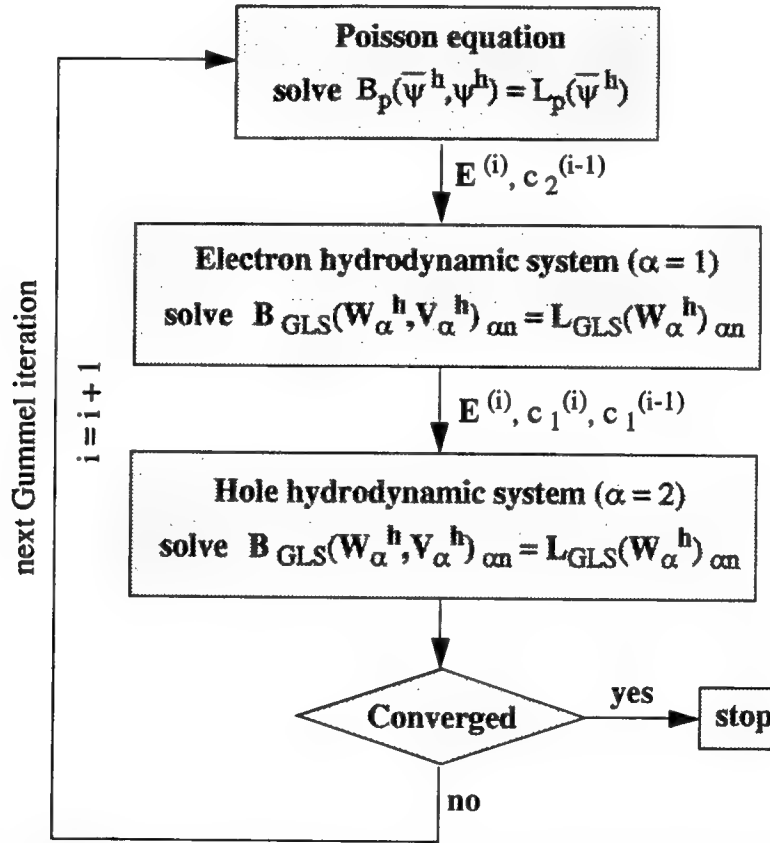 Poisson equation
solve B_p(ψ̄^h,ψ^h) = L_p(ψ̄^h)
E^(i), c_2^(i-1)
Electron hydrodynamic system (α = 1)
solve B_GLS(W_α^h,V_α^h)_αn = L_GLS(W_α^h)_αn
E^(i), c_1^(i), c_1^(i-1)
Hole hydrodynamic system (α = 2)
solve B_GLS(W_α^h,V_α^h)_αn = L_GLS(W_α^h)_αn
Converged
yes
stop
no
next Gummel iteration
i = i + 1